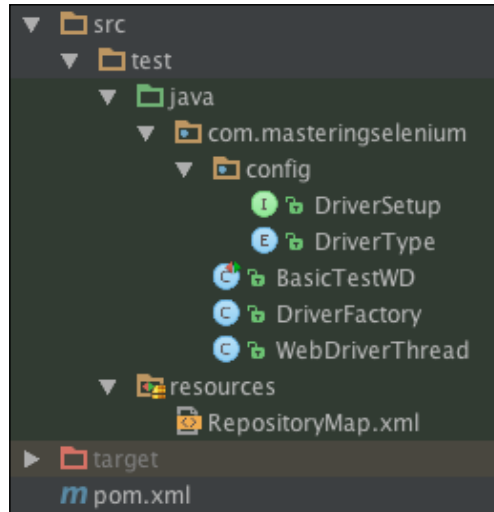 src
test
java
com.masteringselenium
config
I DriverSetup
E DriverType
C BasicTestWD
C DriverFactory
C WebDriverThread
resources
RepositoryMap.xml
target
m pom.xml